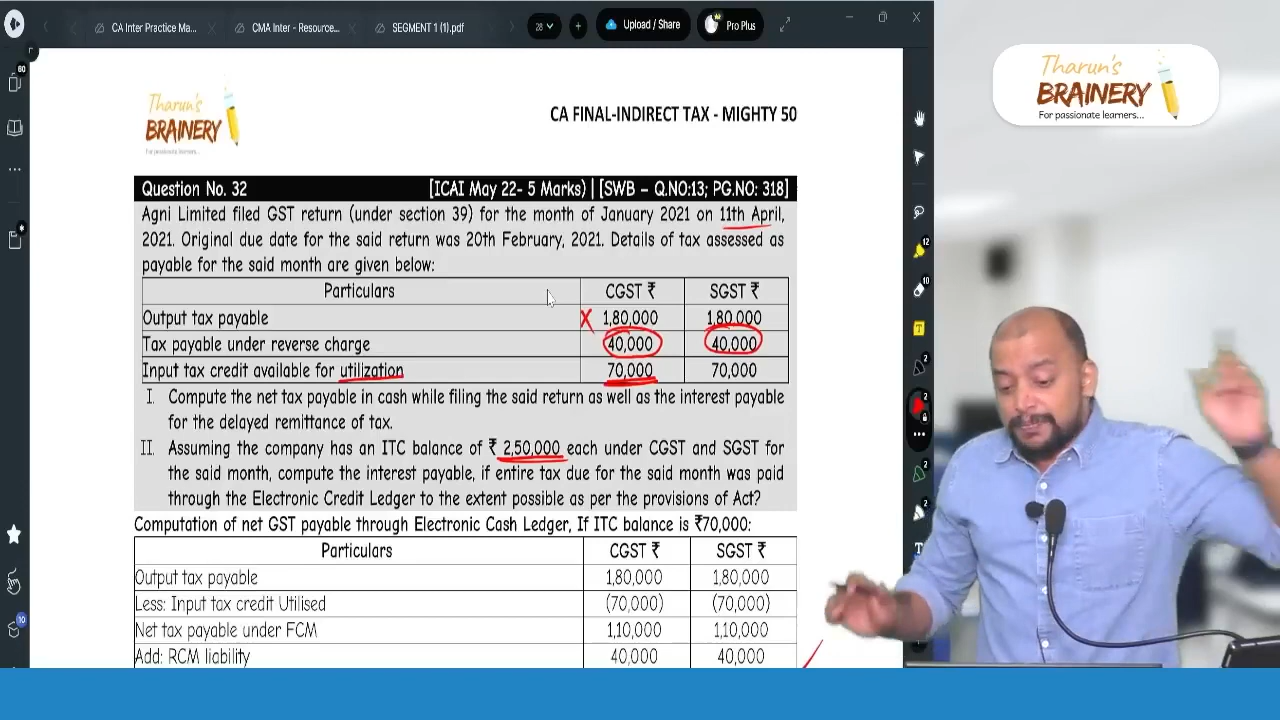 CA Inter Practice Ma...
CMA Inter - Resource...
SEGMENT 1 (1).pdf
28
Upload / Share
Pro Plus
Tharun's
BRAINERY
For passionate learners...
CA FINAL-INDIRECT TAX - MIGHTY 50
Tharun's
BRAINERY
For passionate learners...
Question No. 32 [ICAI May 22- 5 Marks) | [SWB – Q.NO:13; PG.NO: 318]
Agni Limited filed GST return (under section 39) for the month of January 2021 on 11th April,
2021. Original due date for the said return was 20th February, 2021. Details of tax assessed as
payable for the said month are given below:
Particulars CGST ₹ SGST ₹
Output tax payable X 1,80,000 1,80,000
Tax payable under reverse charge 40,000 40,000
Input tax credit available for utilization 70,000 70,000
I. Compute the net tax payable in cash while filing the said return as well as the interest payable
for the delayed remittance of tax.
II. Assuming the company has an ITC balance of ₹ 2,50,000 each under CGST and SGST for
the said month, compute the interest payable, if entire tax due for the said month was paid
through the Electronic Credit Ledger to the extent possible as per the provisions of Act?
Computation of net GST payable through Electronic Cash Ledger, If ITC balance is ₹70,000:
Particulars CGST ₹ SGST ₹
Output tax payable 1,80,000 1,80,000
Less: Input tax credit Utilised (70,000) (70,000)
Net tax payable under FCM 1,10,000 1,10,000
Add: RCM liability 40,000 40,000
60
10
12
10
2
2
2
2
T